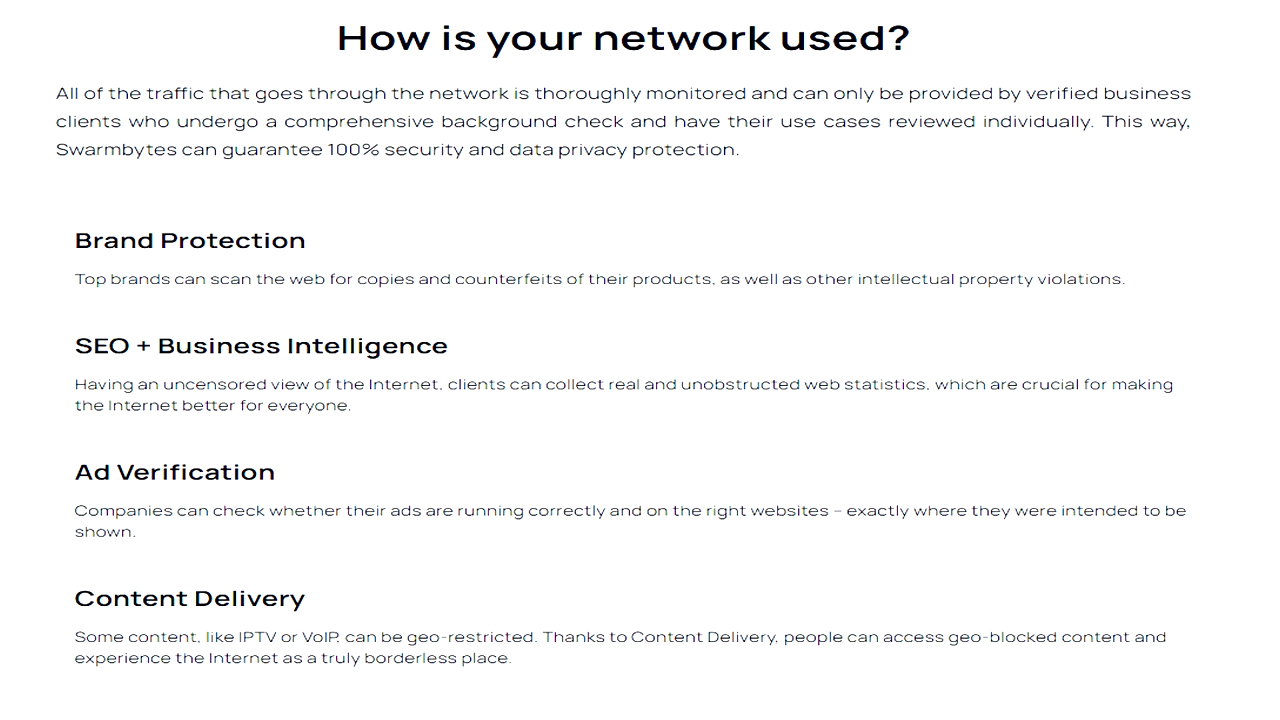 How is your network used?
All of the traffic that goes through the network is thoroughly monitored and can only be provided by verified business
clients who undergo a comprehensive background check and have their use cases reviewed individually. This way,
Swarmbytes can guarantee 100% security and data privacy protection.
Brand Protection
Top brands can scan the web for copies and counterfeits of their products, as well as other intellectual property violations.
SEO + Business Intelligence
Having an uncensored view of the Internet, clients can collect real and unobstructed web statistics, which are crucial for making
the Internet better for everyone.
Ad Verification
Companies can check whether their ads are running correctly and on the right websites – exactly where they were intended to be
shown.
Content Delivery
Some content, like IPTV or VoIP, can be geo-restricted. Thanks to Content Delivery, people can access geo-blocked content and
experience the Internet as a truly borderless place.